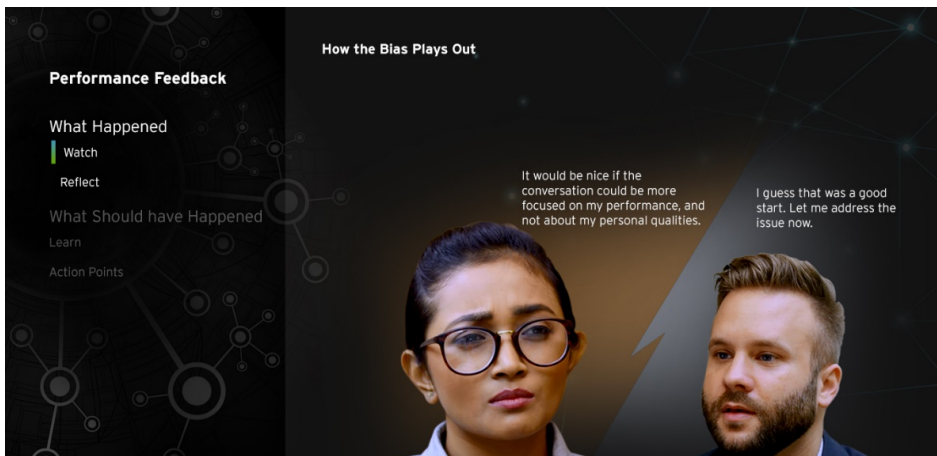 How the Bias Plays Out
Performance Feedback
What Happened
Watch
Reflect
What Should have Happened
Learn
Action Points
It would be nice if the
conversation could be more
focused on my performance, and
not about my personal qualities.
I guess that was a good
start. Let me address the
issue now.